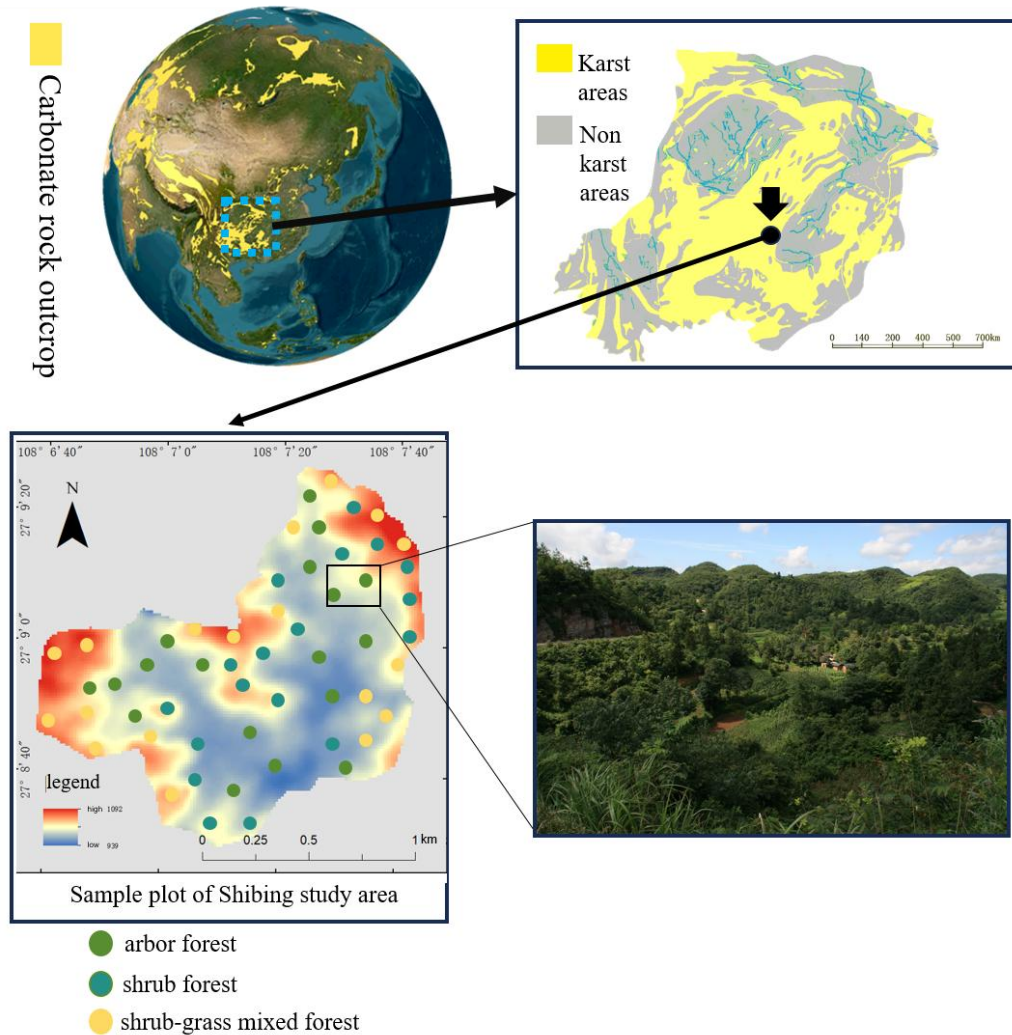 Carbonate rock outcrop
Karst
areas
Non
karst
areas
0 140 200 400 600 700km
108° 6′40″ 108° 7′0″ 108° 7′20″ 108° 7′40″
27° 9′20″
27° 9′0″
27° 8′40″
N
legend
high 1092
low 939
0 0.25 0.5 1 km
Sample plot of Shibing study area
arbor forest
shrub forest
shrub-grass mixed forest